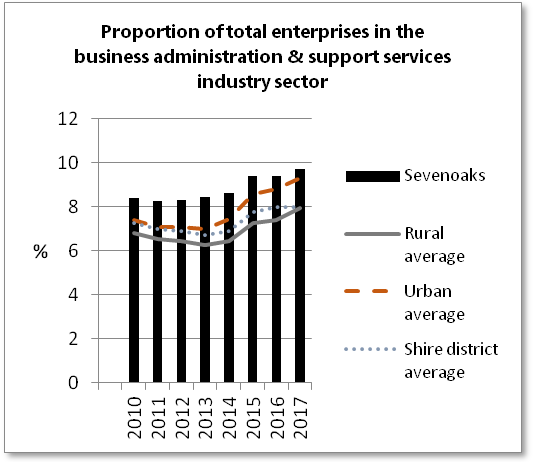 Proportion of total enterprises in the
business administration & support services
industry sector
12
10
8
6
4
2
0
%
2010
2011
2012
2013
2014
2015
2016
2017
Sevenoaks
Rural
average
Urban
average
Shire district
average